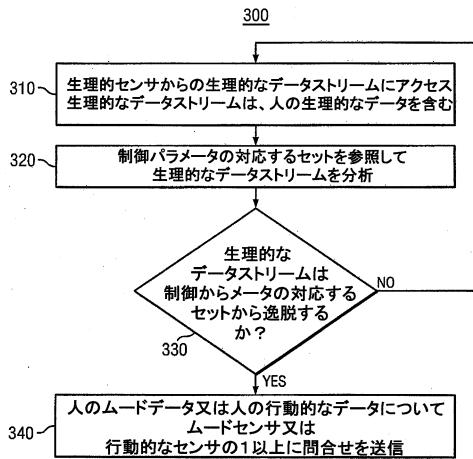 300
310
生理的センサからの生理的なデータストリームにアクセス
生理的なデータストリームは、人の生理的なデータを含む
320
制御パラメータの対応するセットを参照して
生理的なデータストリームを分析
生理的な
データストリームは
制御からメータの対応する
セットから逸脱する
か？
NO
330
YES
340
人のムードデータ又は人の行動的なデータについて
ムードセンサ又は
行動的なセンサの1以上に問合せを送信